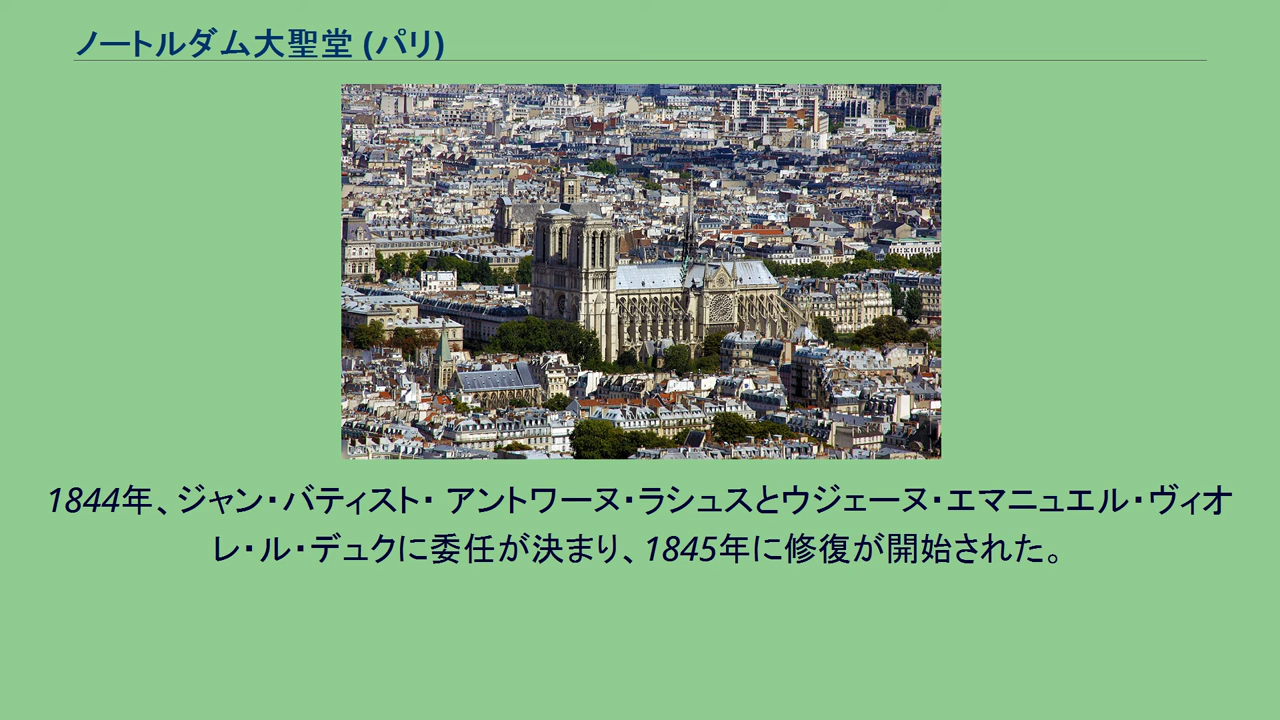 ノートルダム大聖堂 (パリ)
1844年、ジャン・バティスト・ アントワーヌ・ラシュスとウジェーヌ・エマニュエル・ヴィオ
レ・ル・デュクに委任が決まり、1845年に修復が開始された。